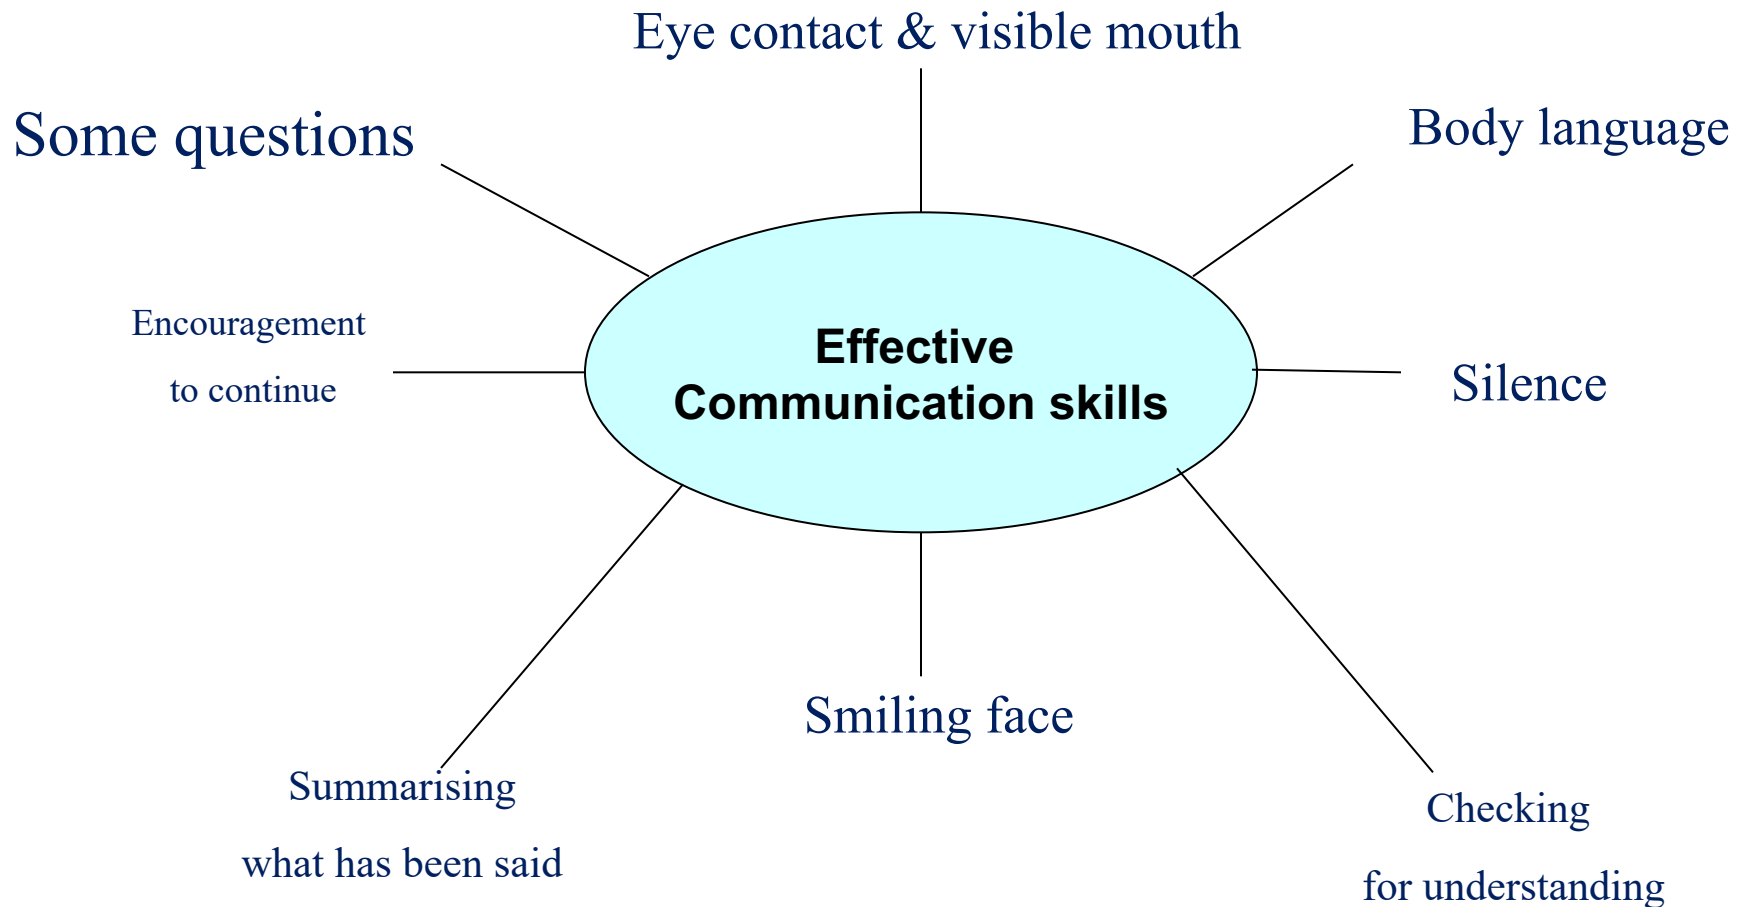 Eye contact & visible mouth
Some questions
Body language
Encouragement
to continue
Effective
Communication skills
Silence
Smiling face
Summarising
what has been said
Checking
for understanding